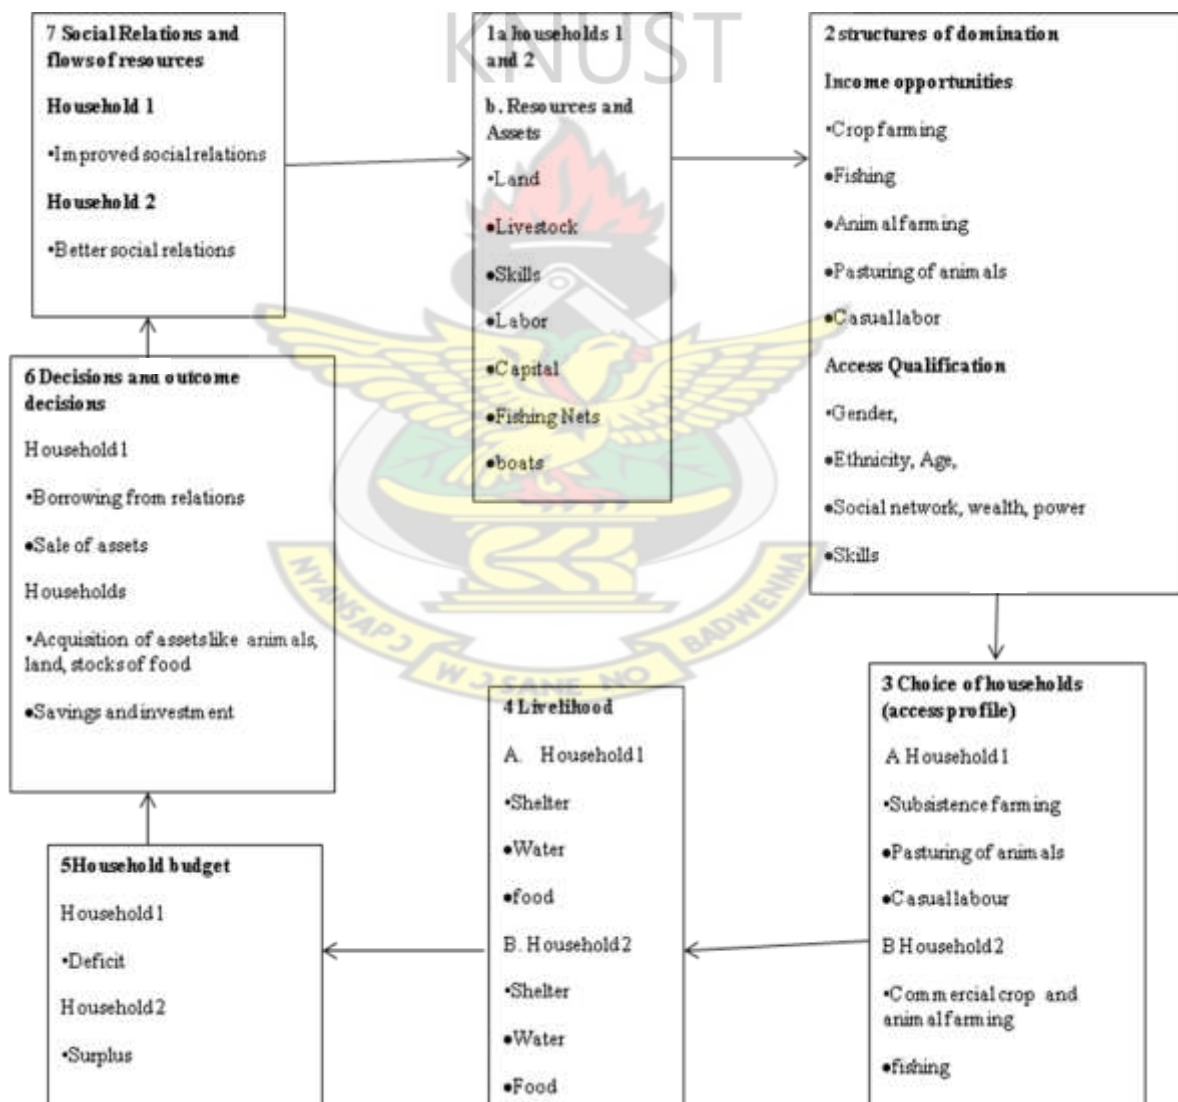 KNUST
7 Social Relations and
flows of resources
Household 1
•Improved social relations
Household 2
•Better social relations
1a households 1
and 2
b. Resources and
Assets
•Land
•Livestock
•Skills
•Labor
•Capital
•Fishing Nets
•boats
2 structures of domination
Income opportunities
•Crop farming
•Fishing
•Animal farming
•Pasturing of animals
•Casual labor
Access Qualification
•Gender,
•Ethnicity, Age,
•Social network, wealth, power
•Skills
3 Choice of households
(access profile)
A Household 1
•Subsistence farming
•Pasturing of animals
•Casual labour
B Household 2
•Commercial crop and
animal farming
•fishing
4 Livelihood
A. Household 1
•Shelter
•Water
•food
B. Household 2
•Shelter
•Water
•Food
5Household budget
Household 1
•Deficit
Household 2
•Surplus
6 Decisions and outcome
decisions
Household 1
•Borrowing from relations
•Sale of assets
Households
•Acquisition of assets like animals,
land, stocks of food
•Savings and investment
NYANSAPƆ
WƆSANE NO
BADWENMA